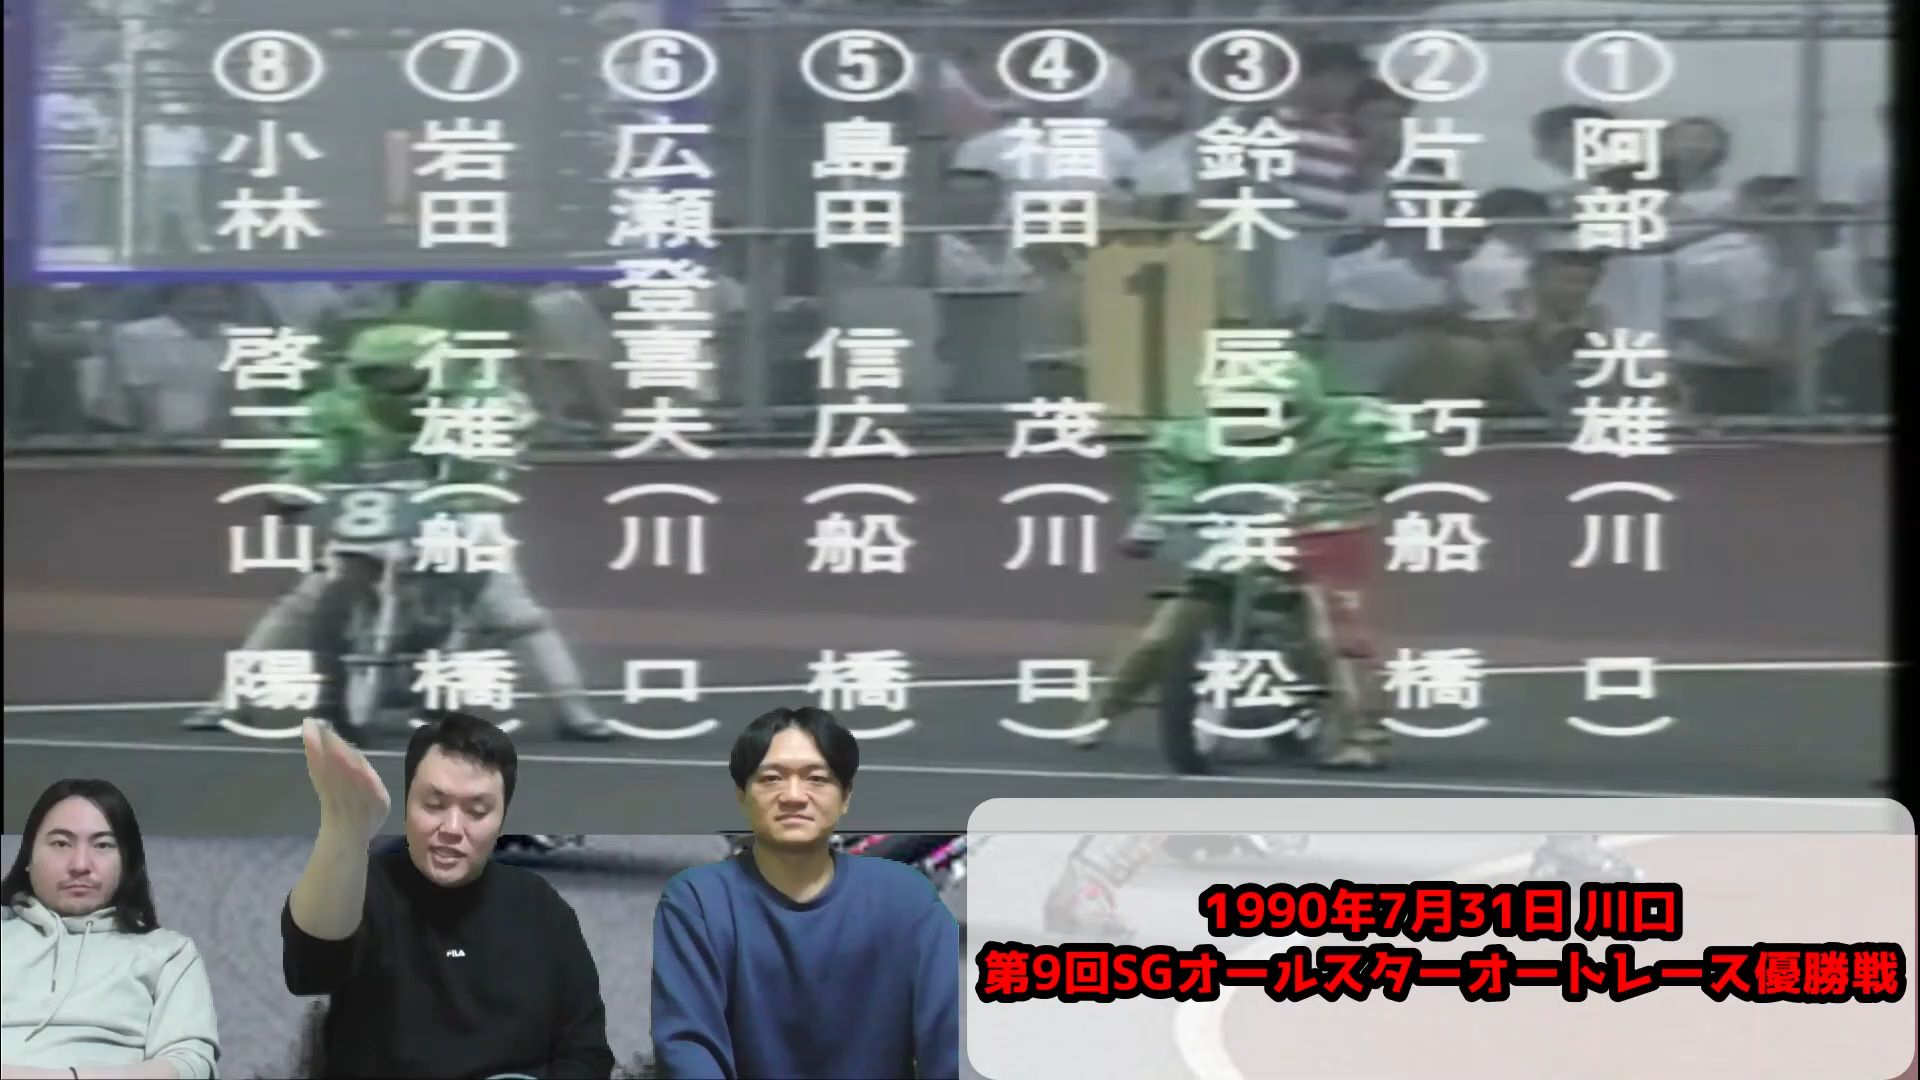 ① 阿部 光雄（川口）
② 片平 巧（船橋）
③ 鈴木 辰己（浜松）
④ 福田 茂（川口）
⑤ 島田 信広（船橋）
⑥ 広瀬登喜夫（川口）
⑦ 岩田 行雄（船橋）
⑧ 小林 啓二（山陽）
1
8
FILA
1990年7月31日 川口
第9回SGオールスターオートレース優勝戦